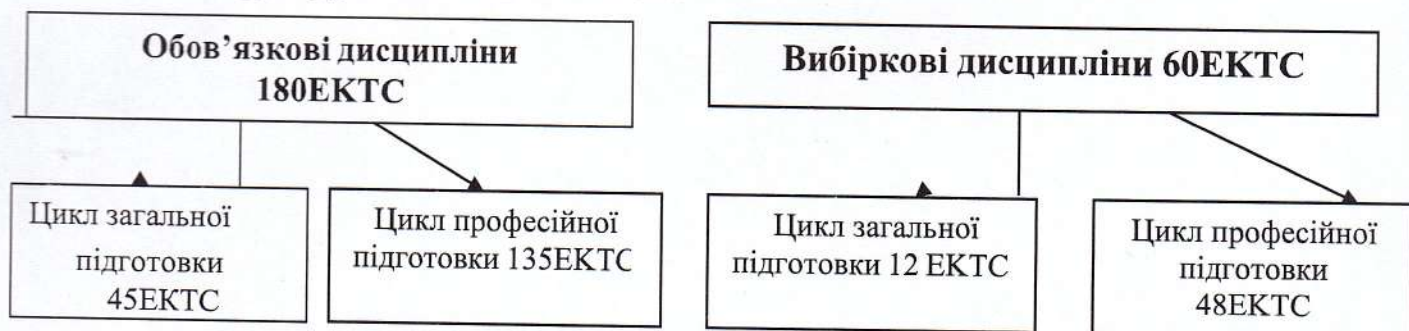 Обов’язкові дисципліни
180ЕКТС
Вибіркові дисципліни 60ЕКТС
Цикл загальної
підготовки
45ЕКТС
Цикл професійної
підготовки 135ЕКТС
Цикл загальної
підготовки 12 ЕКТС
Цикл професійної
підготовки
48ЕКТС